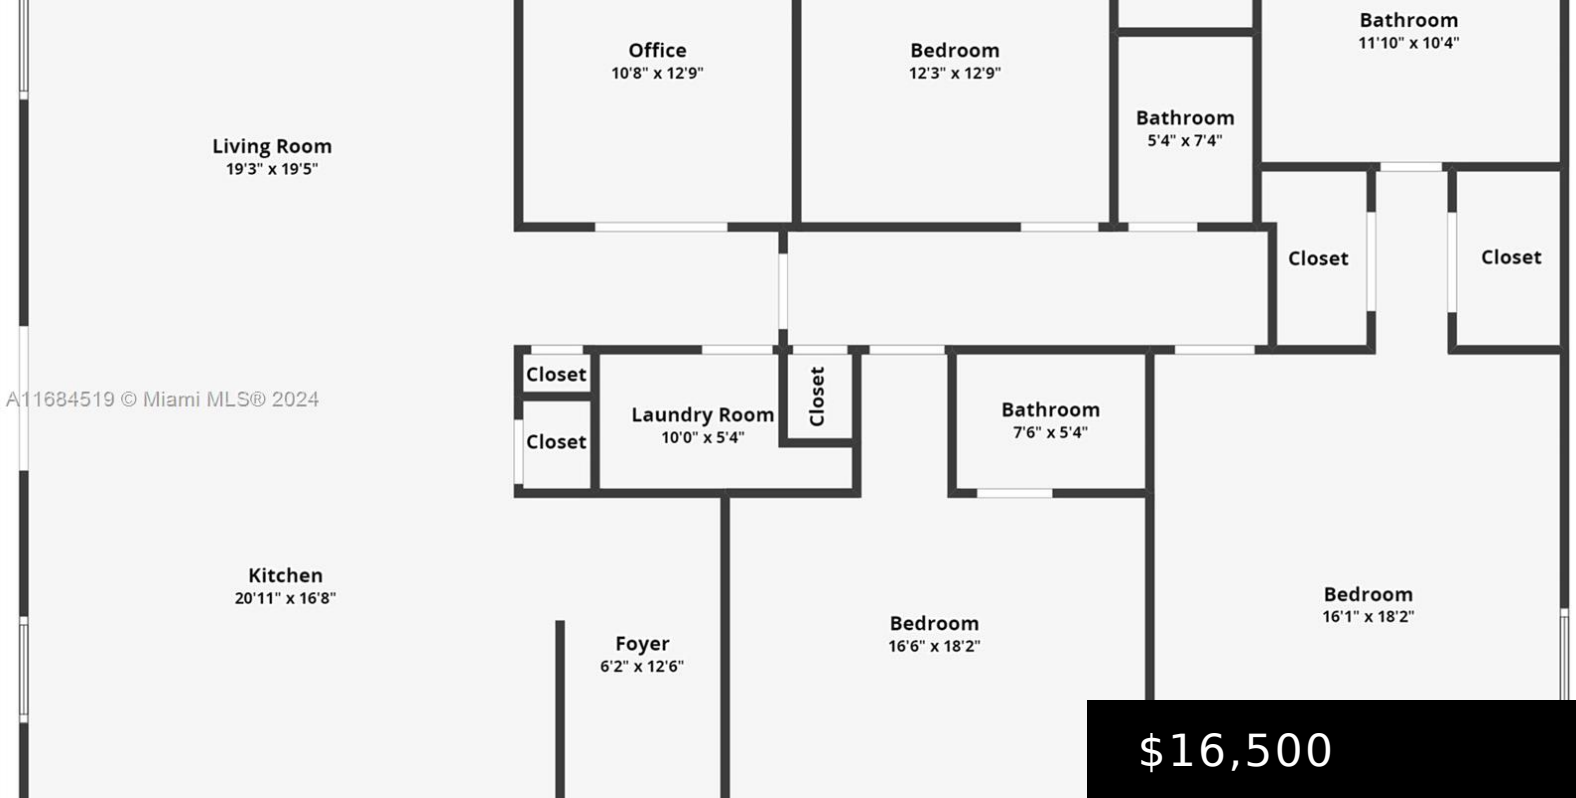 Bathroom
11'10" x 10'4"
Office
10'8" x 12'9"
Bedroom
12'3" x 12'9"
Bathroom
5'4" x 7'4"
Living Room
19'3" x 19'5"
Closet
Closet
Closet
Closet
Closet
Laundry Room
10'0" x 5'4"
Bathroom
7'6" x 5'4"
A11684519 © Miami MLS® 2024
Kitchen
20'11" x 16'8"
Foyer
6'2" x 12'6"
Bedroom
16'6" x 18'2"
Bedroom
16'1" x 18'2"
$16,500